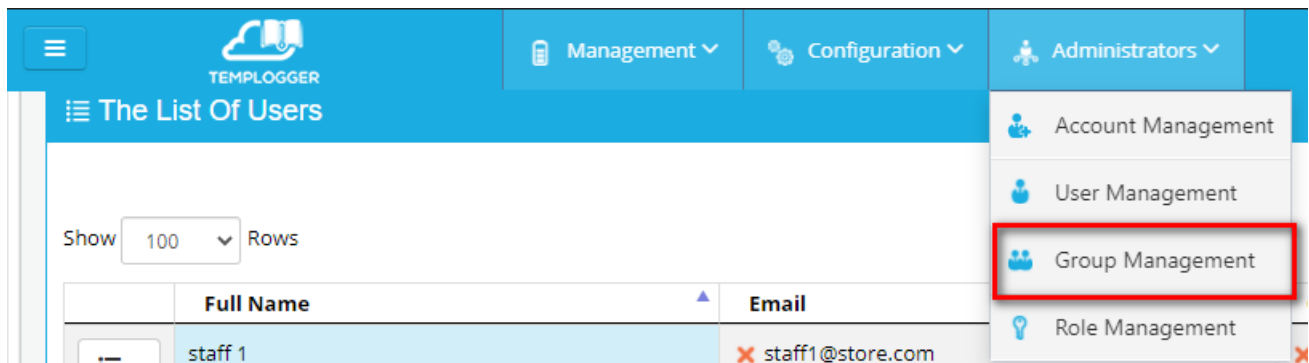 Management
Configuration
Administrators
TEMPLOGGER
The List Of Users
Account Management
User Management
Show 100 Rows
Group Management
Full Name
Email
Role Management
staff 1
staff1@store.com